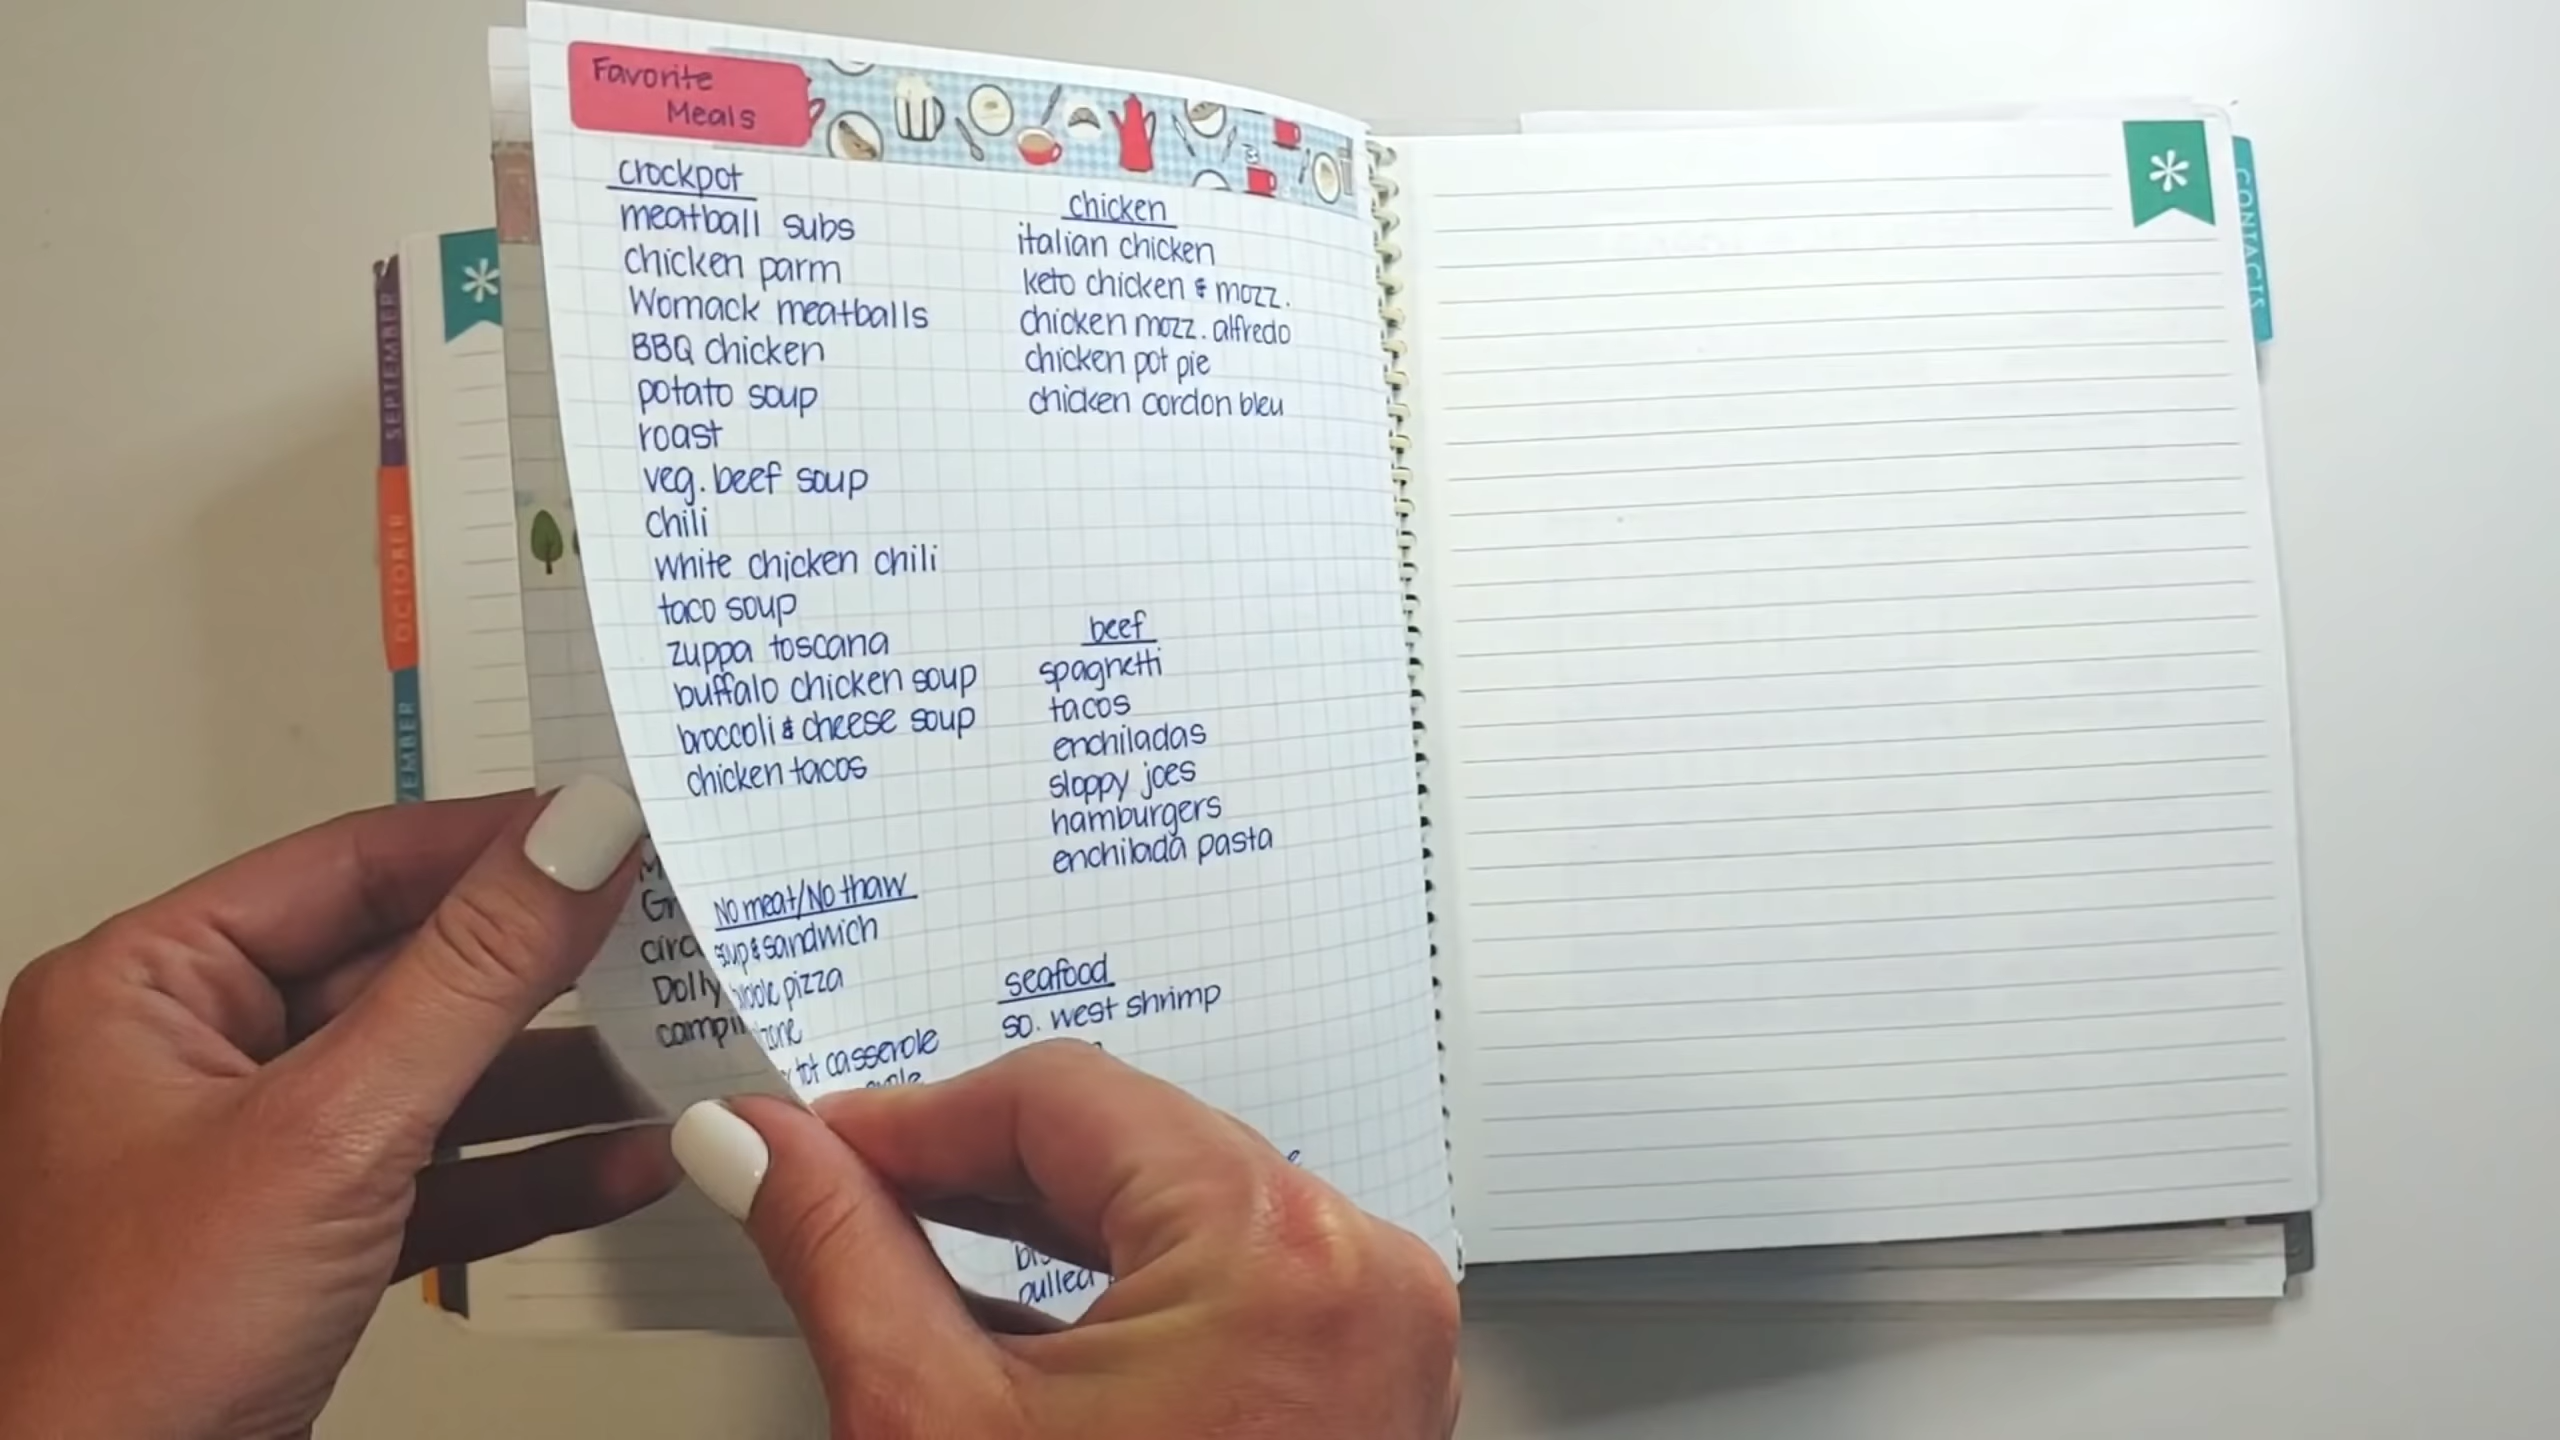 Favorite
Meals
crockpot
meatball subs
chicken parm
Womack meatballs
BBQ chicken
potato soup
roast
veg. beef soup
chili
white chicken chili
taco soup
zuppa toscana
buffalo chicken soup
broccoli & cheese soup
chicken tacos
No meat/No thaw
soup & sandwich
pizza
tot casserole
chicken
italian chicken
keto chicken & mozz.
chicken mozz. alfredo
chicken pot pie
chicken cordon bleu
beef
spaghetti
tacos
enchiladas
sloppy joes
hamburgers
enchilada pasta
seafood
so. west shrimp
pulled
SEPTEMBER
OCTOBER
Dolly
CONTACTS